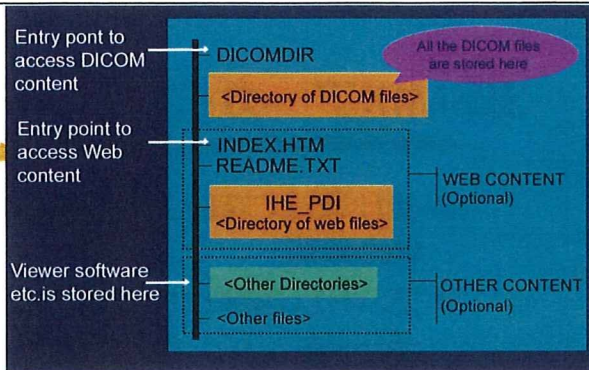 Entry pont to
access DICOM
content
DICOMDIR
All the DICOM files
are stored here
<Directory of DICOM files>
Entry point to
access Web
content
INDEX.HTM
README.TXT
IHE_PDI
<Directory of web files>
WEB CONTENT
(Optional)
Viewer software
etc.is stored here
<Other Directories>
<Other files>
OTHER CONTENT
(Optional)